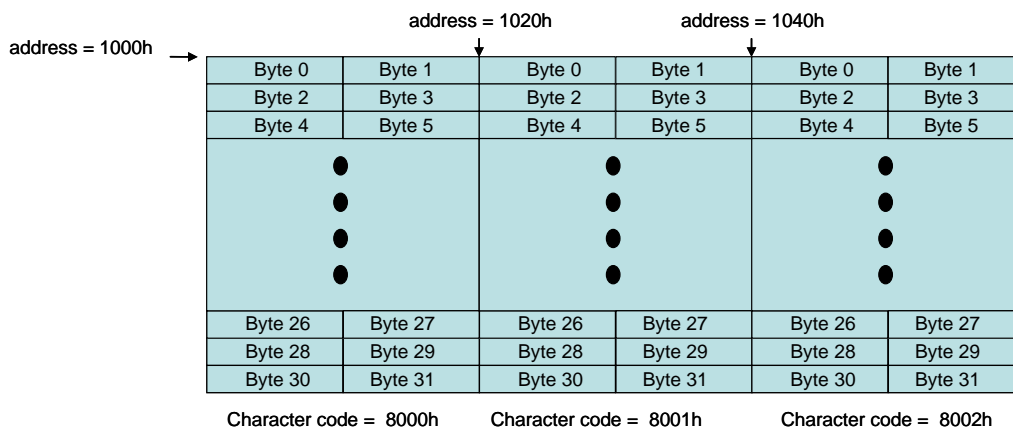 address = 1020h address = 1040h
address = 1000h
Byte 0 Byte 1 Byte 0 Byte 1 Byte 0 Byte 1
Byte 2 Byte 3 Byte 2 Byte 3 Byte 2 Byte 3
Byte 4 Byte 5 Byte 4 Byte 5 Byte 4 Byte 5
Byte 26 Byte 27 Byte 26 Byte 27 Byte 26 Byte 27
Byte 28 Byte 29 Byte 28 Byte 29 Byte 28 Byte 29
Byte 30 Byte 31 Byte 30 Byte 31 Byte 30 Byte 31
Character code = 8000h Character code = 8001h Character code = 8002h